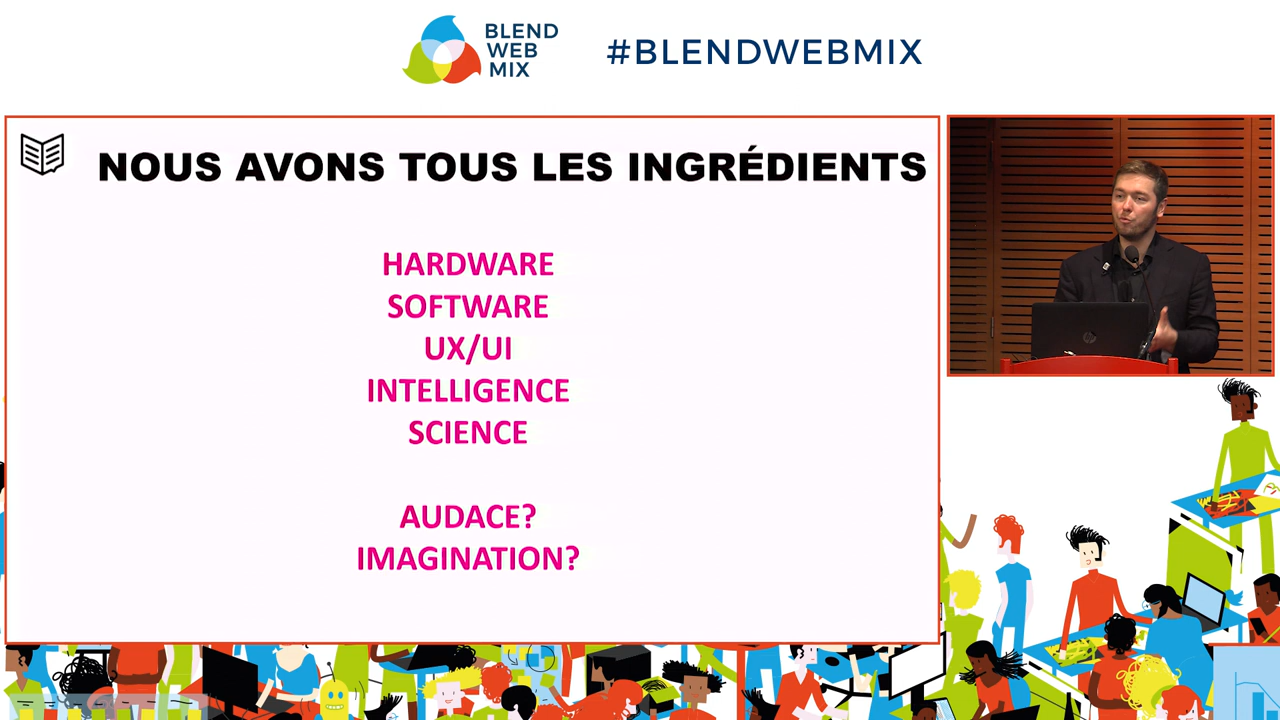 BLEND
WEB
MIX
#BLENDWEBMIX
NOUS AVONS TOUS LES INGRÉDIENTS
HARDWARE
SOFTWARE
UX/UI
INTELLIGENCE
SCIENCE
AUDACE?
IMAGINATION?